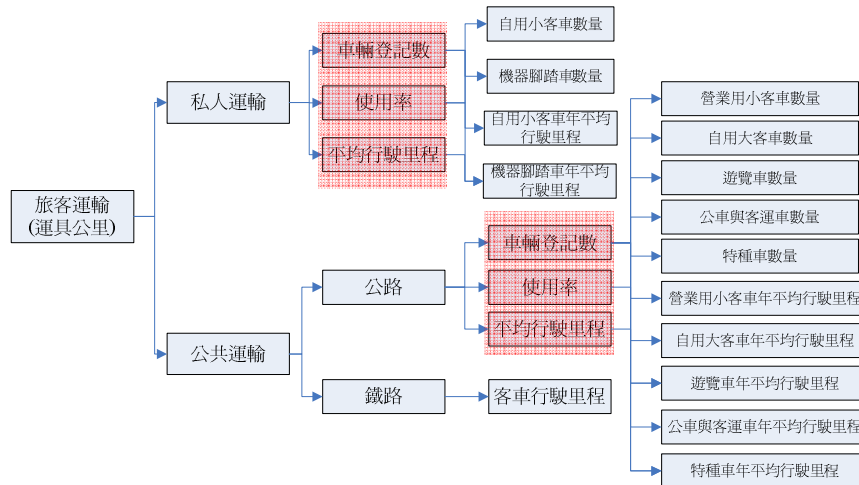 旅客運輸
(運具公里)
私人運輸
車輛登記數
使用率
平均行駛里程
自用小客車數量
機器腳踏車數量
自用小客車年平均
行駛里程
機器腳踏車年平均
行駛里程
公共運輸
公路
車輛登記數
使用率
平均行駛里程
營業用小客車數量
自用大客車數量
遊覽車數量
公車與客運車數量
特種車數量
營業用小客車年平均行駛里程
自用大客車年平均行駛里程
遊覽車年平均行駛里程
公車與客運車年平均行駛里程
特種車年平均行駛里程
鐵路
客車行駛里程